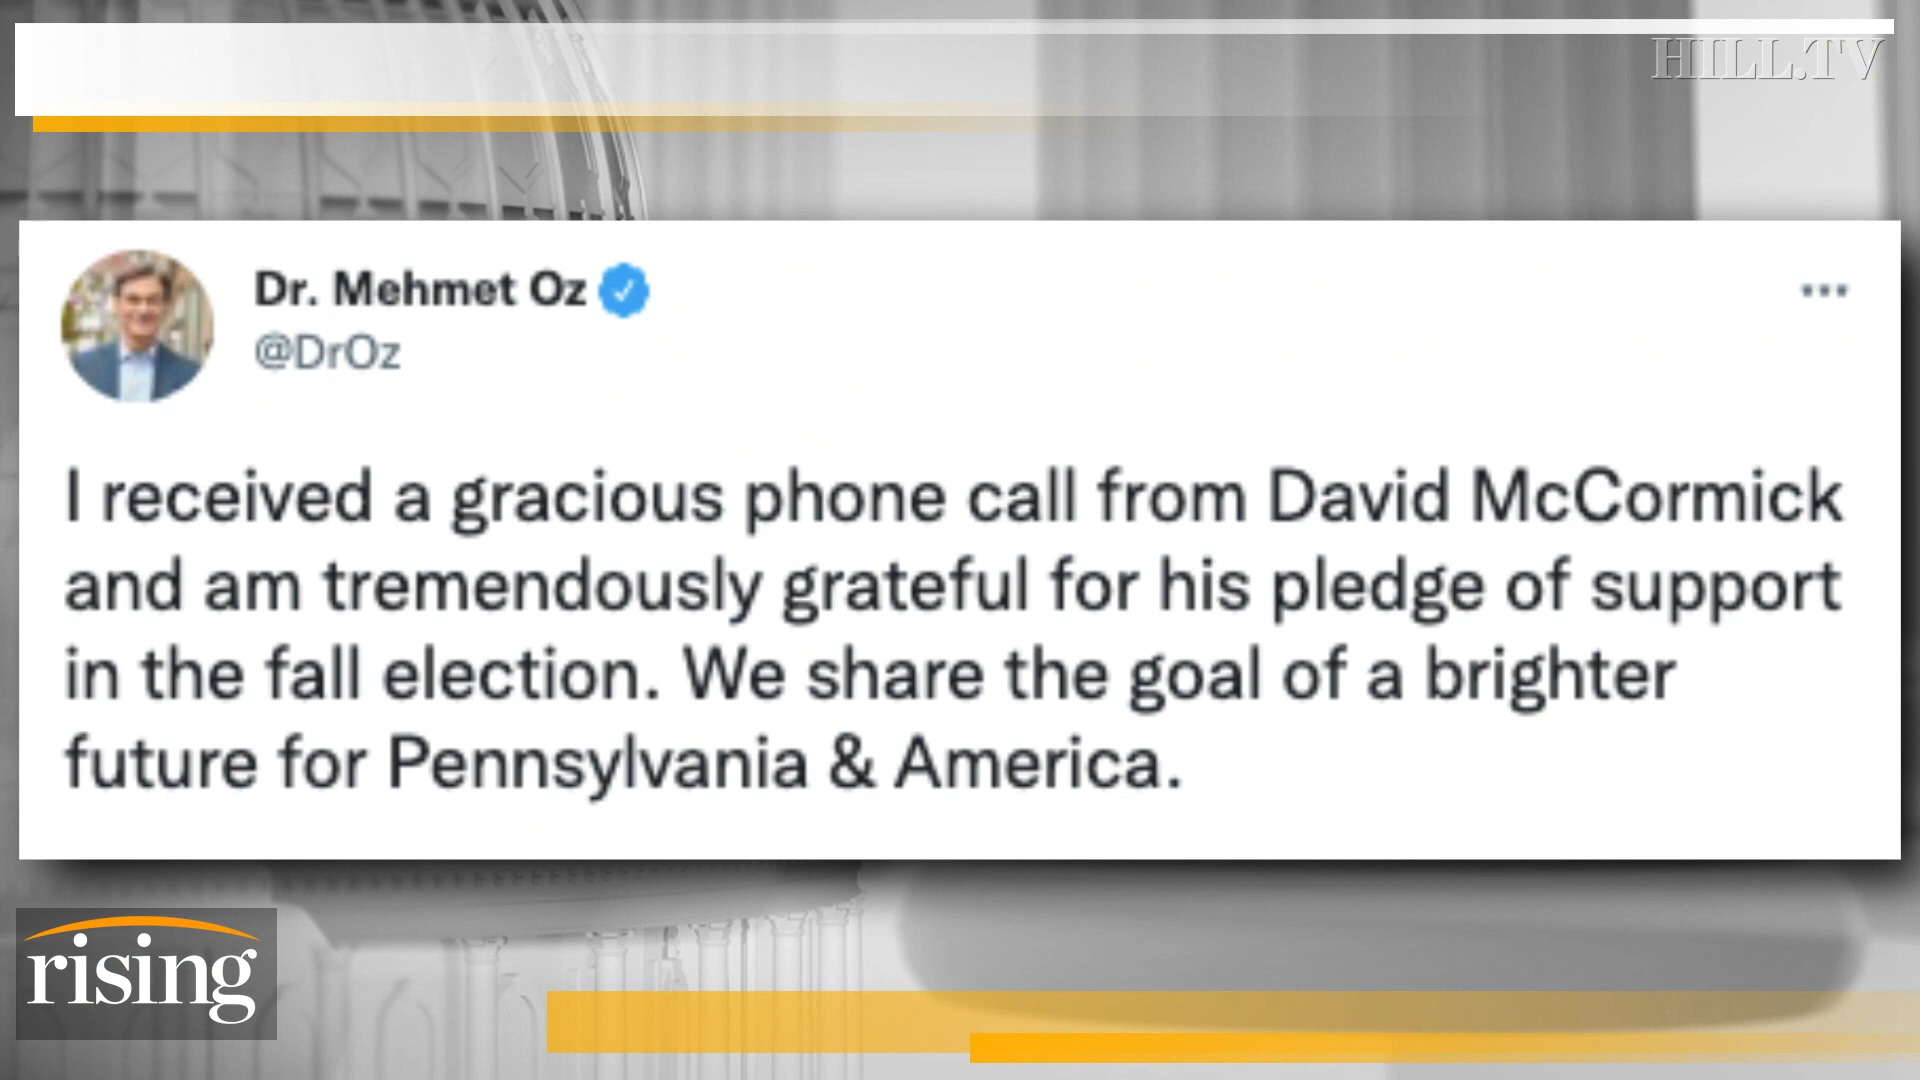 HILL.TV
Dr. Mehmet Oz
@DrOz
I received a gracious phone call from David McCormick
and am tremendously grateful for his pledge of support
in the fall election. We share the goal of a brighter
future for Pennsylvania & America.
rising